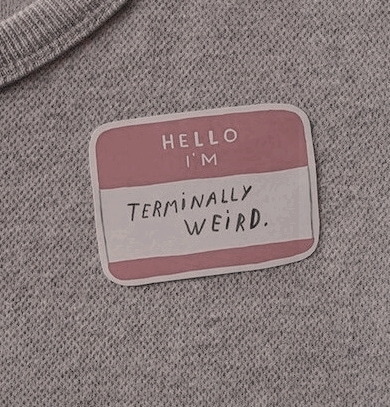 HELLO
I'M
TERMiNALLY
WEiRD.